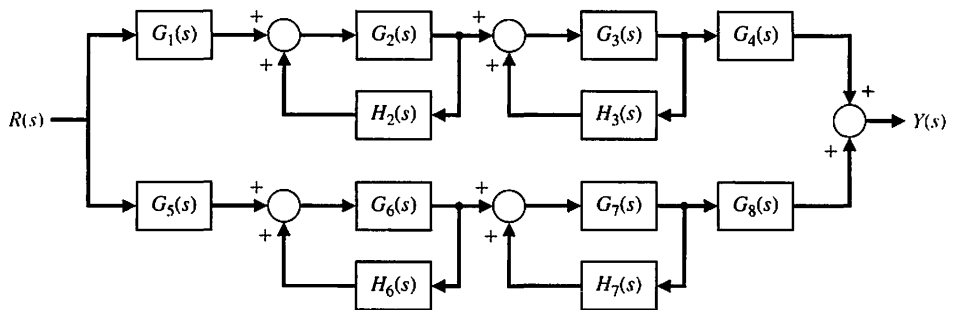 G₁(s) + G₂(s) + G₃(s) G₄(s)
+ + +
H₂(s) H₃(s)
R(s) Y(s)
+
G₅(s) + G₆(s) + G₇(s) G₈(s)
+ +
H₆(s) H₇(s)